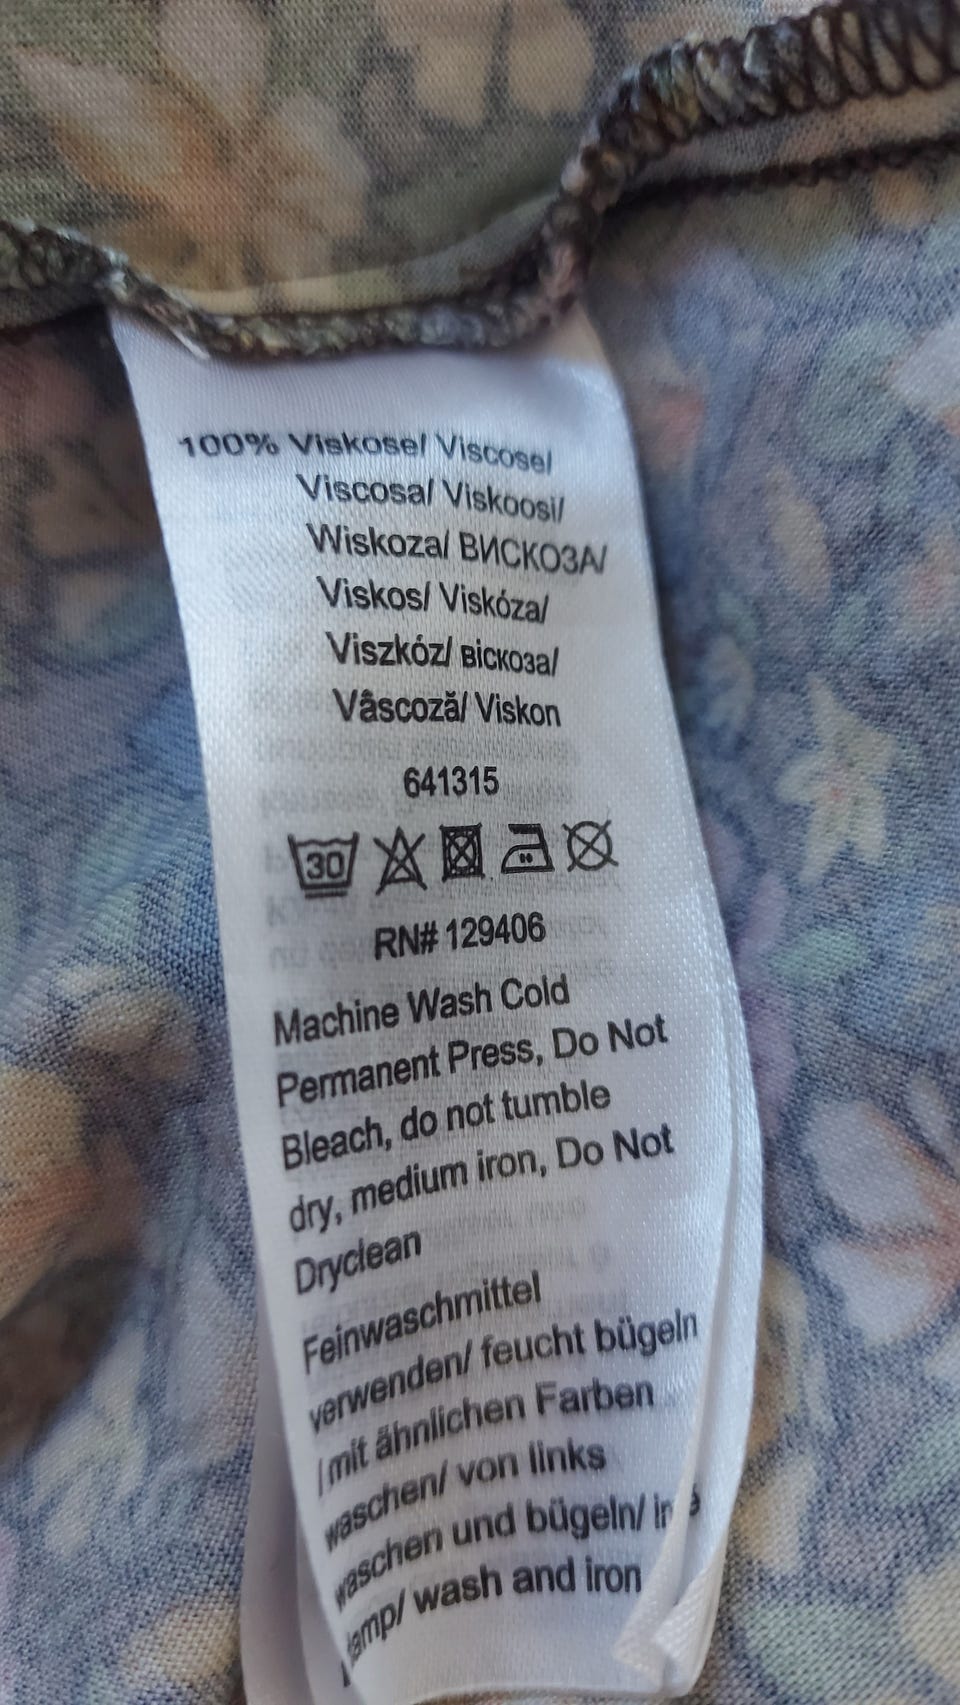 100% Viskose/ Viscose/
Viscosa/ Viskoosi/
Wiskoza/ ВИСКОЗА/
Viskos/ Viskóza/
Viszkóz/ віскоза/
Vâscoză/ Viskon
641315
30
RN# 129406
Machine Wash Cold
Permanent Press, Do Not
Bleach, do not tumble
dry, medium iron, Do Not
Dryclean
Feinwaschmittel
verwenden/ feucht bügeln
/ mit ähnlichen Farben
waschen/ von links
waschen und bügeln/
wash and iron